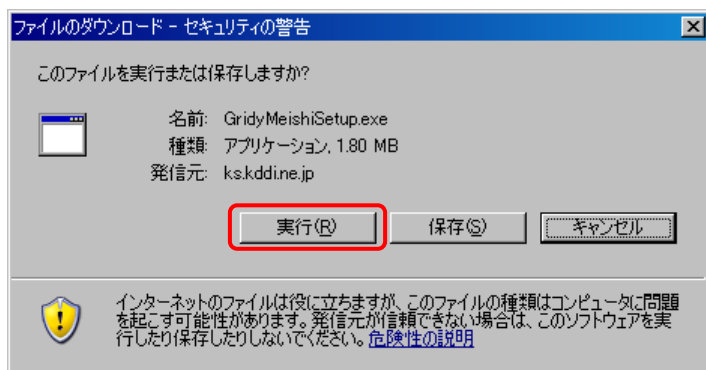 ファイルのダウンロード - セキュリティの警告
このファイルを実行または保存しますか?
名前: GridyMeishiSetup.exe
種類: アプリケーション, 1.80 MB
発信元: ks.kddi.ne.jp
実行(R) 保存(S) キャンセル
インターネットのファイルは役に立ちますが、このファイルの種類はコンピュータに問題
を起こす可能性があります。発信元が信頼できない場合は、このソフトウェアを実
行したり保存したりしないでください。危険性の説明